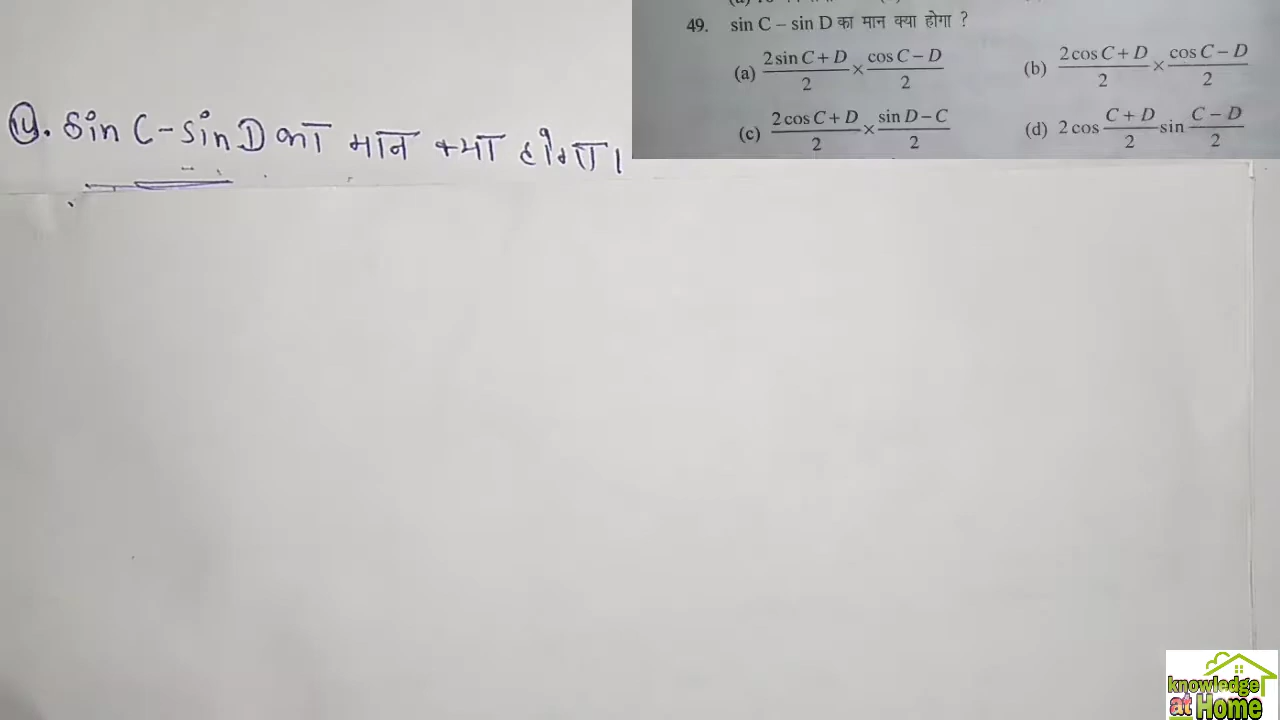 49. sin C – sin D का मान क्या होगा ?
(a) 2 sin C + D / 2 × cos C – D / 2 (b) 2 cos C + D / 2 × cos C – D / 2
(c) 2 cos C + D / 2 × sin D – C / 2 (d) 2 cos C + D / 2 sin C – D / 2
sin C - sin D का मान क्या होगा।
knowledge
at Home